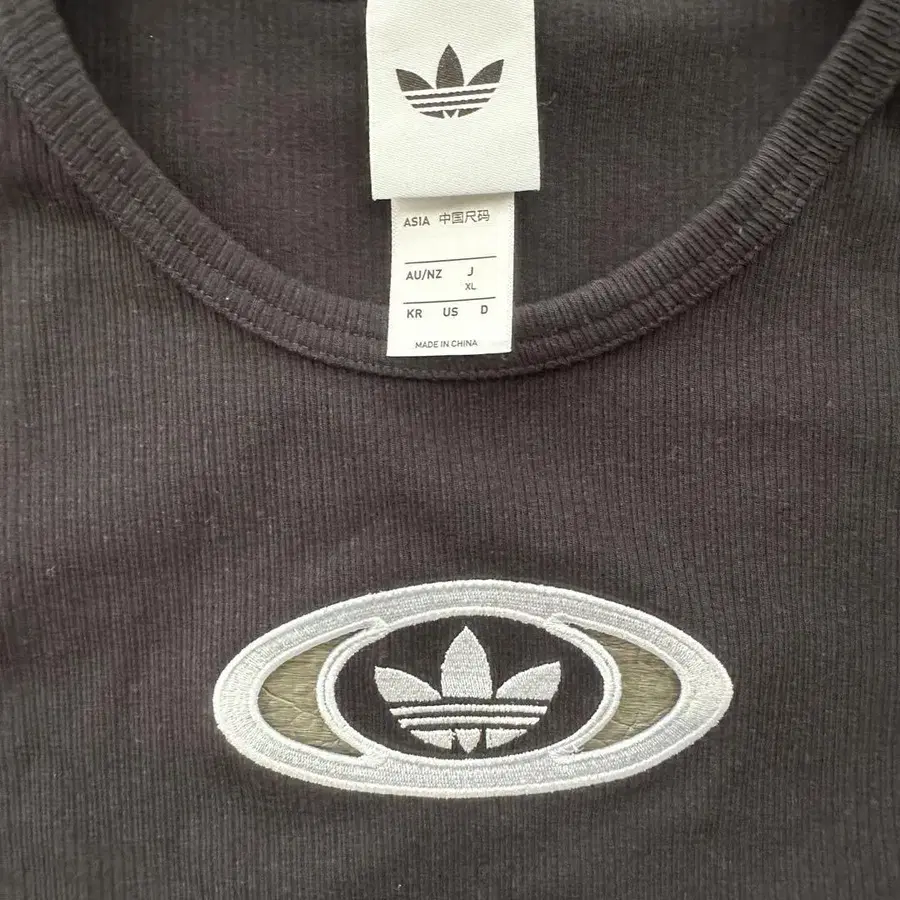 ASIA 中国尺码
AU/NZ J
XL
KR US D
MADE IN CHINA